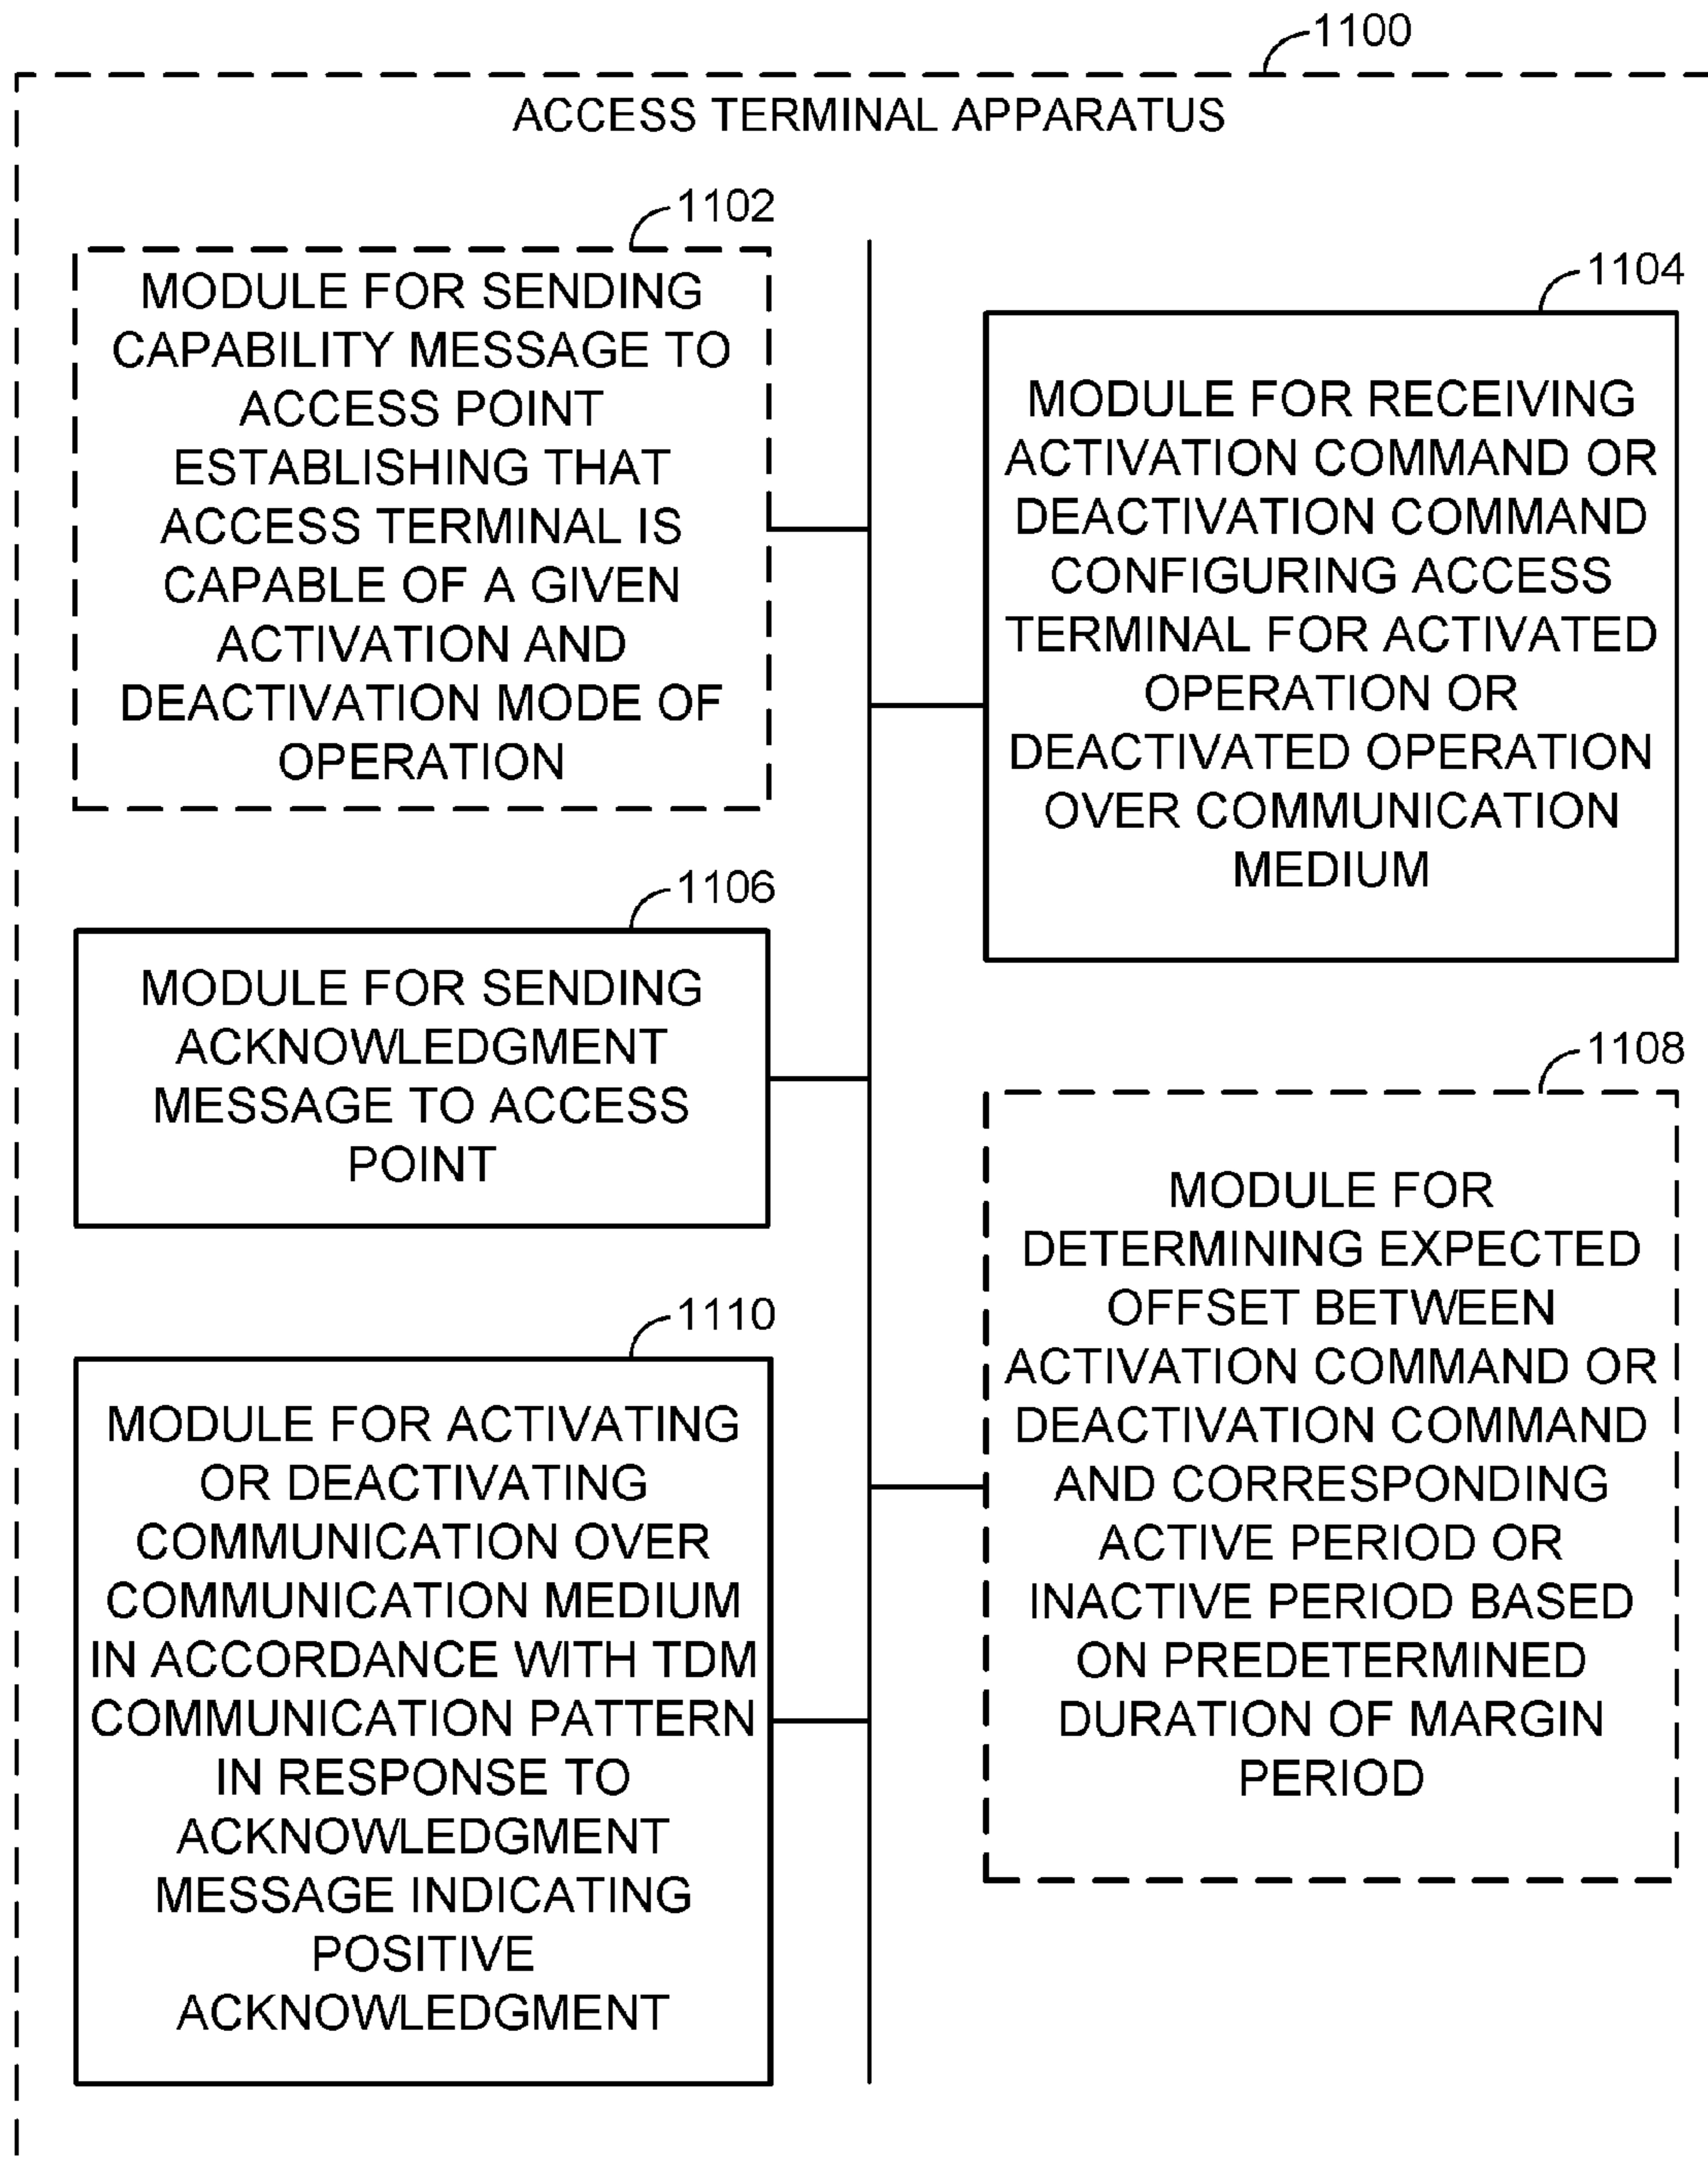 1100
ACCESS TERMINAL APPARATUS
1102
MODULE FOR SENDING
CAPABILITY MESSAGE TO
ACCESS POINT
ESTABLISHING THAT
ACCESS TERMINAL IS
CAPABLE OF A GIVEN
ACTIVATION AND
DEACTIVATION MODE OF
OPERATION
1104
MODULE FOR RECEIVING
ACTIVATION COMMAND OR
DEACTIVATION COMMAND
CONFIGURING ACCESS
TERMINAL FOR ACTIVATED
OPERATION OR
DEACTIVATED OPERATION
OVER COMMUNICATION
MEDIUM
1106
MODULE FOR SENDING
ACKNOWLEDGMENT
MESSAGE TO ACCESS
POINT
1108
MODULE FOR
DETERMINING EXPECTED
OFFSET BETWEEN
ACTIVATION COMMAND OR
DEACTIVATION COMMAND
AND CORRESPONDING
ACTIVE PERIOD OR
INACTIVE PERIOD BASED
ON PREDETERMINED
DURATION OF MARGIN
PERIOD
1110
MODULE FOR ACTIVATING
OR DEACTIVATING
COMMUNICATION OVER
COMMUNICATION MEDIUM
IN ACCORDANCE WITH TDM
COMMUNICATION PATTERN
IN RESPONSE TO
ACKNOWLEDGMENT
MESSAGE INDICATING
POSITIVE
ACKNOWLEDGMENT